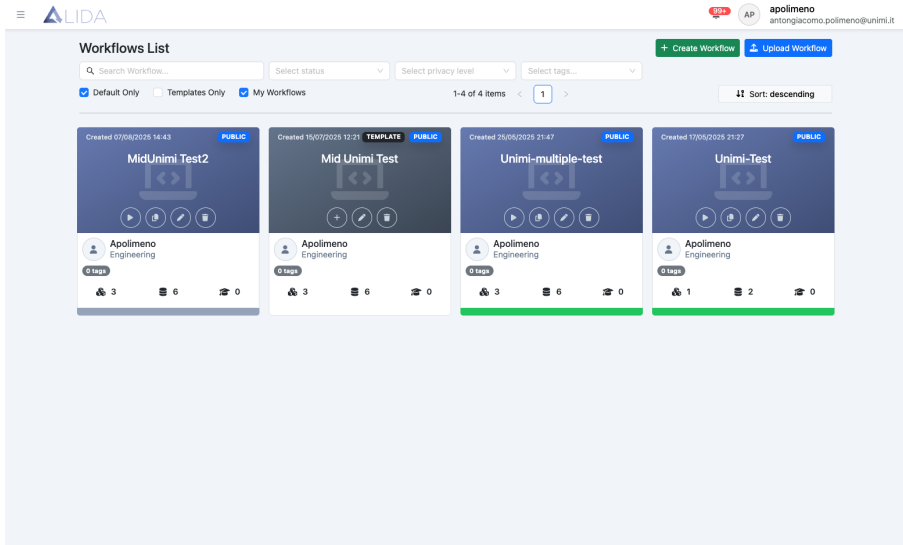 ALIDA
99+
AP
apolimeno
antongiacomo.polimeno@unimi.it
Workflows List
+ Create Workflow
Upload Workflow
Search Workflow...
Select status
Select privacy level
Select tags...
Default Only
Templates Only
My Workflows
1-4 of 4 items < 1 >
Sort: descending
Created 07/08/2025 14:43 PUBLIC
MidUnimi Test2
Apolimeno
Engineering
0 tags
3 6 0
Created 15/07/2025 12:21 TEMPLATE PUBLIC
Mid Unimi Test
Apolimeno
Engineering
0 tags
3 6 0
Created 25/05/2025 21:47 PUBLIC
Unimi-multiple-test
Apolimeno
Engineering
0 tags
3 6 0
Created 17/05/2025 21:27 PUBLIC
Unimi-Test
Apolimeno
Engineering
0 tags
1 2 0